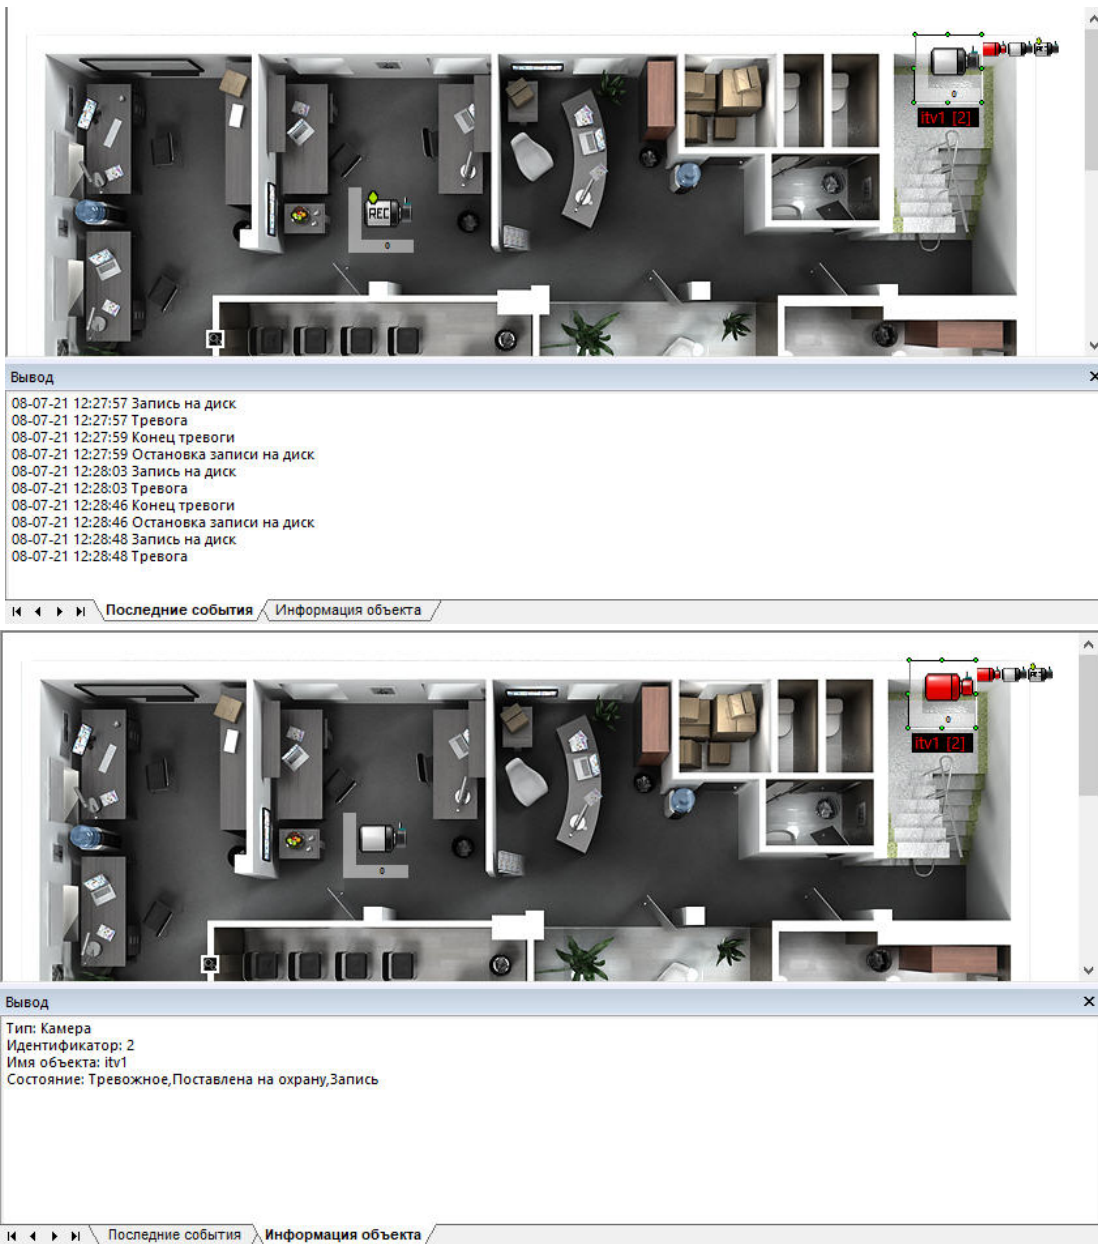 itv1 [2]
REC
Вывод
08-07-21 12:27:57 Запись на диск
08-07-21 12:27:57 Тревога
08-07-21 12:27:59 Конец тревоги
08-07-21 12:27:59 Остановка записи на диск
08-07-21 12:28:03 Запись на диск
08-07-21 12:28:03 Тревога
08-07-21 12:28:46 Конец тревоги
08-07-21 12:28:46 Остановка записи на диск
08-07-21 12:28:48 Запись на диск
08-07-21 12:28:48 Тревога
Последние события Информация объекта
itv1 [2]
Вывод
Тип: Камера
Идентификатор: 2
Имя объекта: itv1
Состояние: Тревожное,Поставлена на охрану,Запись
Последние события Информация объекта